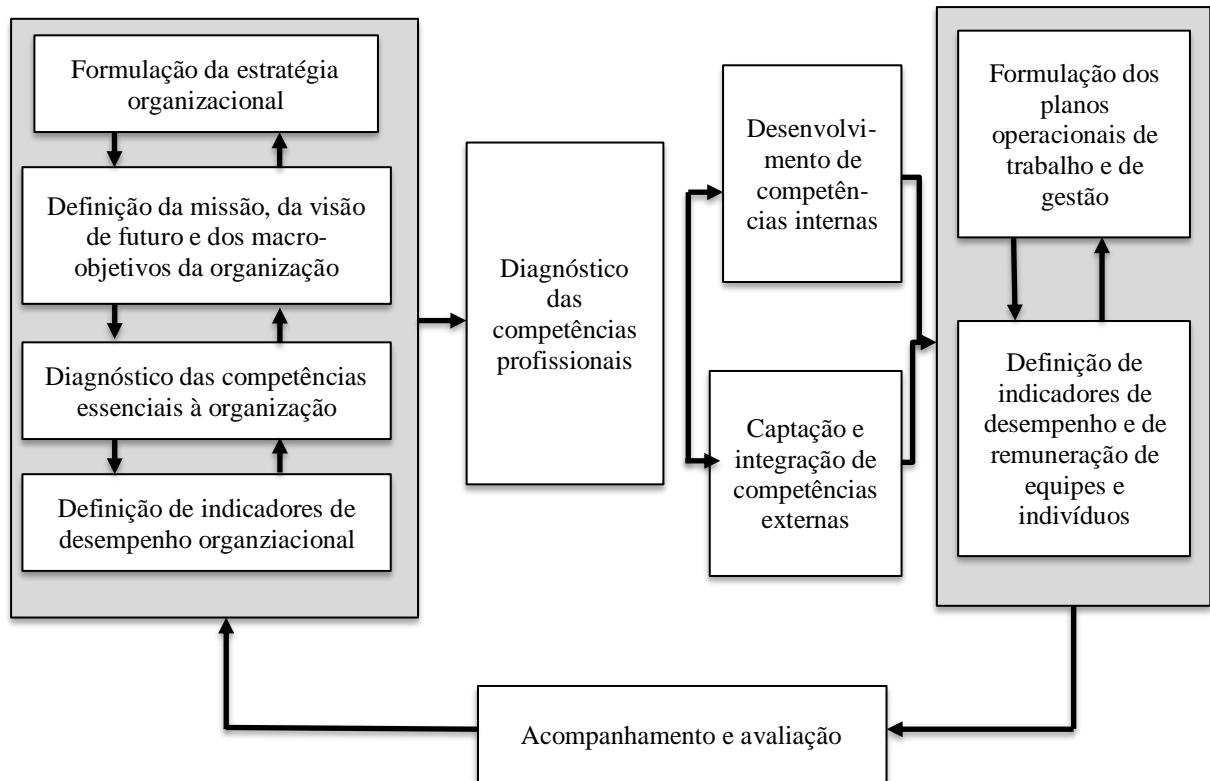 Formulação da estratégia
organizacional
Definição da missão, da visão
de futuro e dos macro-
objetivos da organização
Diagnóstico das competências
essenciais à organização
Definição de indicadores de
desempenho organziacional
Diagnóstico
das
competências
profissionais
Desenvolvi-
mento de
competên-
cias internas
Captação e
integração de
competências
externas
Formulação dos
planos
operacionais de
trabalho e de
gestão
Definição de
indicadores de
desempenho e de
remuneração de
equipes e
indivíduos
Acompanhamento e avaliação